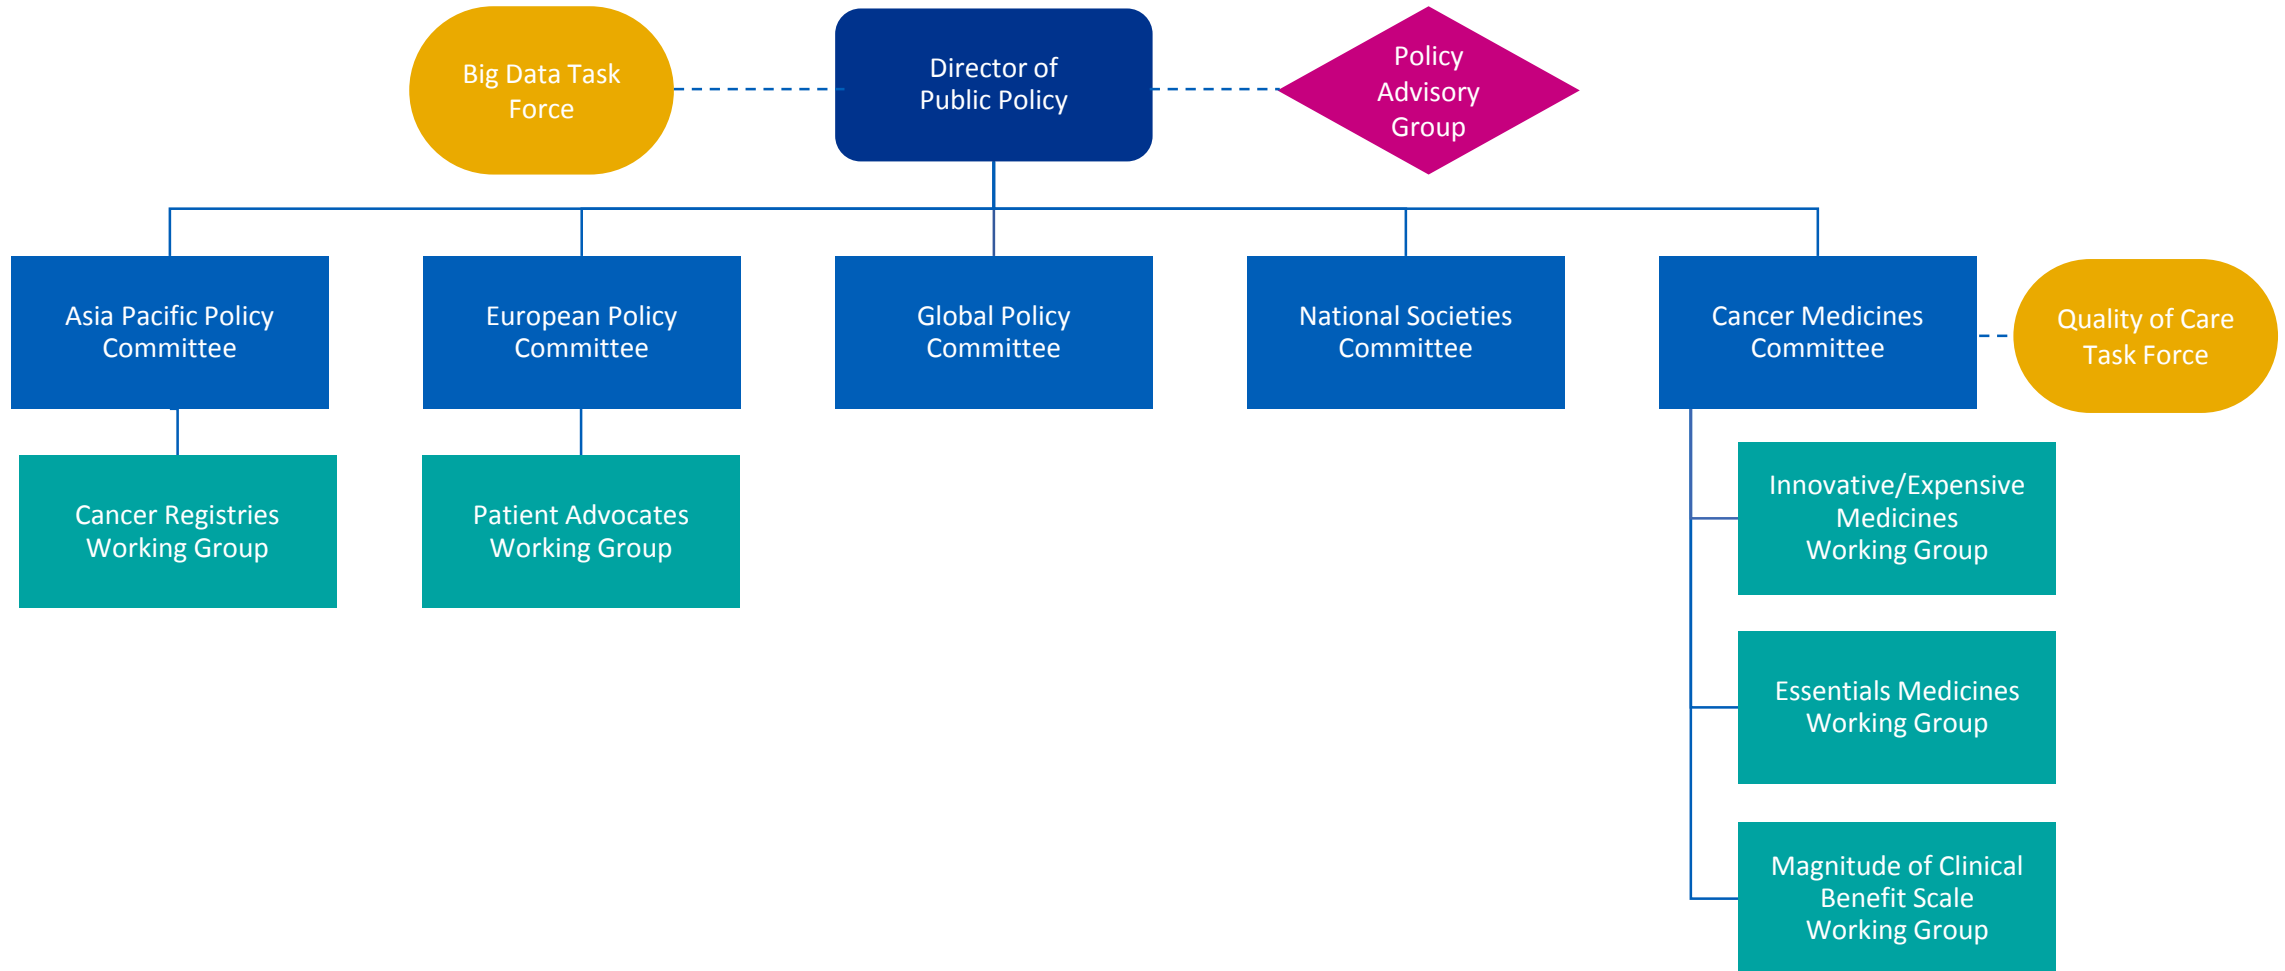 Big Data Task
Force
Director of
Public Policy
Policy
Advisory
Group
Asia Pacific Policy
Committee
European Policy
Committee
Global Policy
Committee
National Societies
Committee
Cancer Medicines
Committee
Quality of Care
Task Force
Cancer Registries
Working Group
Patient Advocates
Working Group
Innovative/Expensive
Medicines
Working Group
Essentials Medicines
Working Group
Magnitude of Clinical
Benefit Scale
Working Group